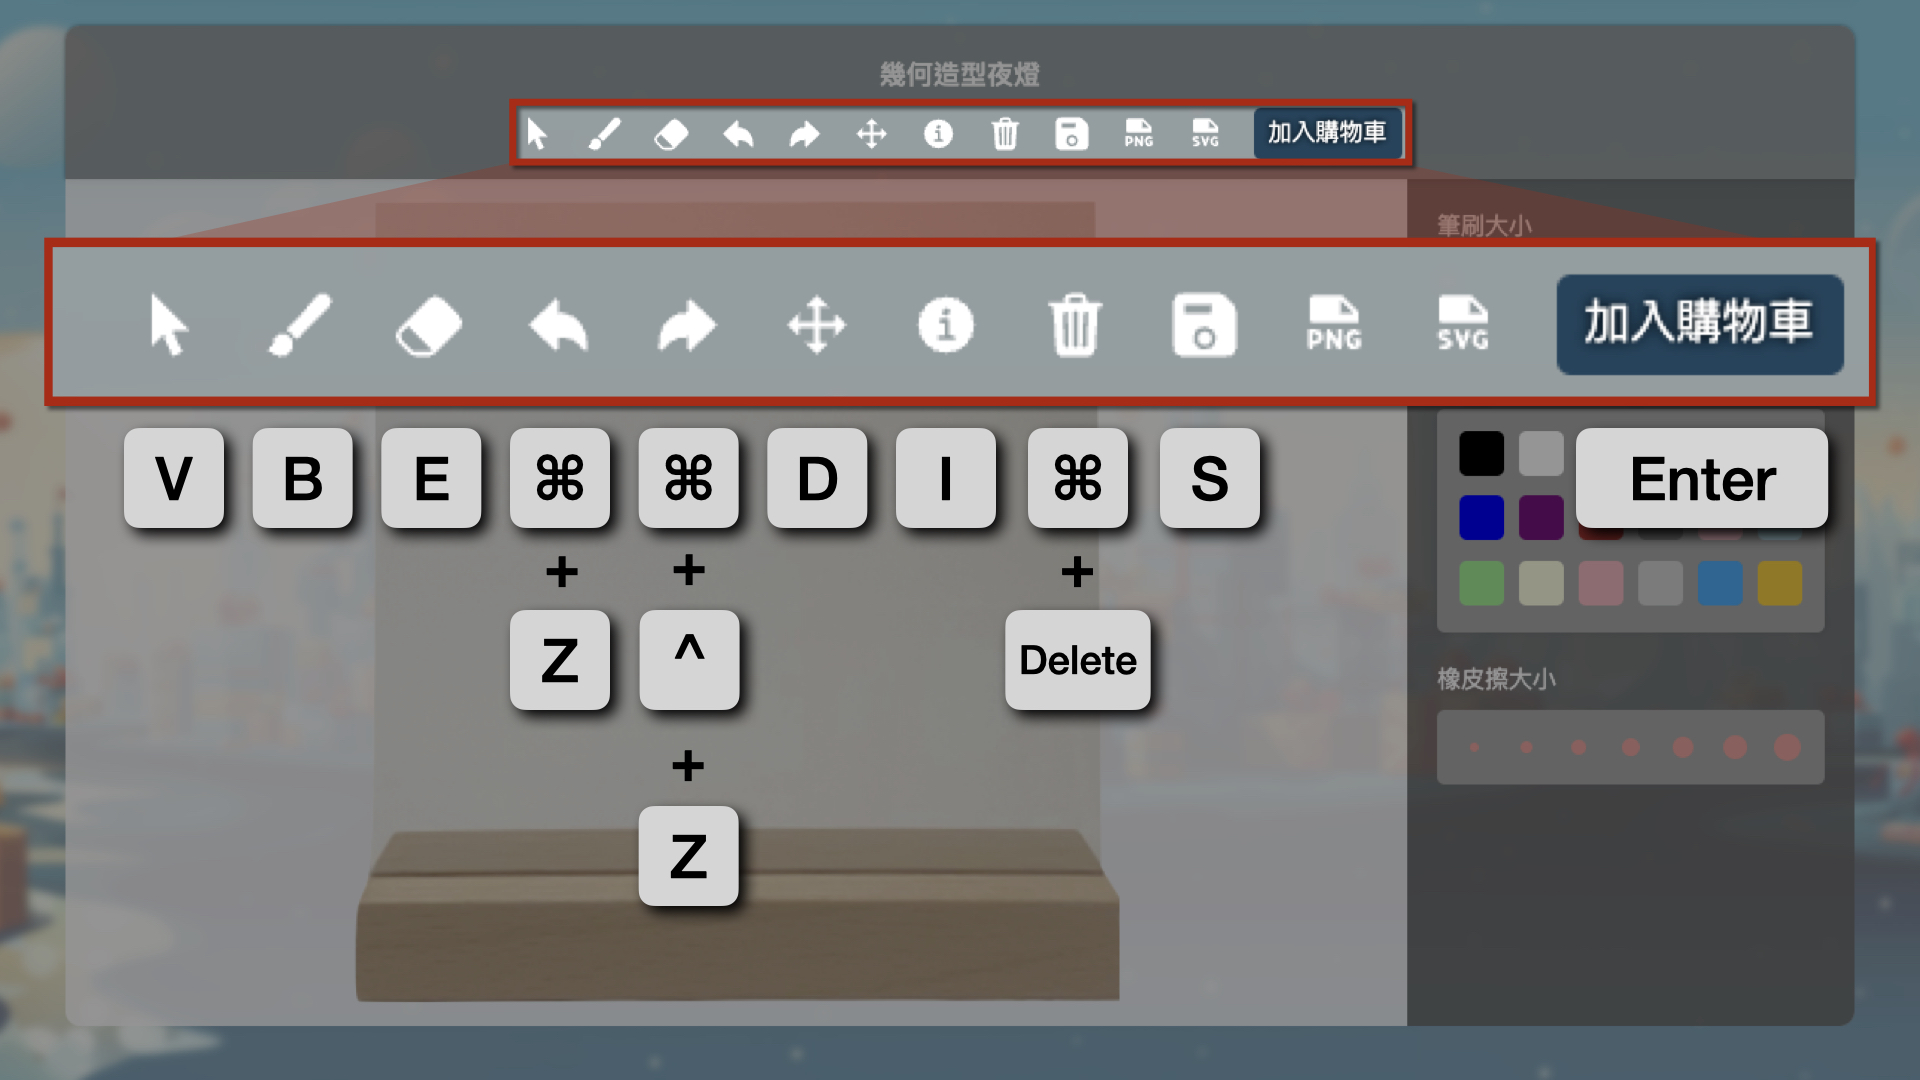 幾何造型夜燈
PNG SVG 加入購物車
筆刷大小
PNG SVG 加入購物車
V B E ⌘ ⌘ D I ⌘ S Enter
+ + +
Z ^ Delete
橡皮擦大小
+
Z